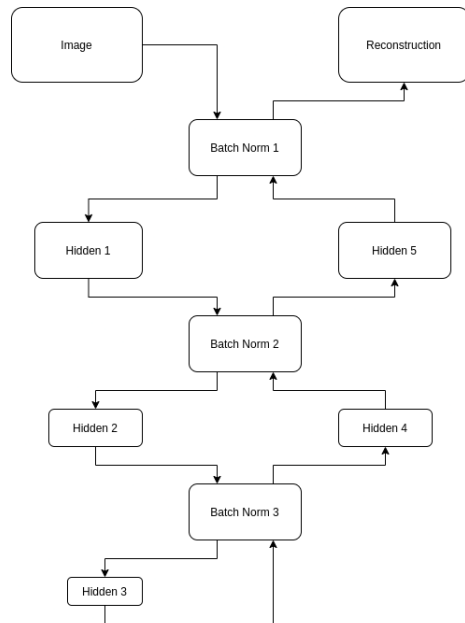 Image
Reconstruction
Batch Norm 1
Hidden 1
Hidden 5
Batch Norm 2
Hidden 2
Hidden 4
Batch Norm 3
Hidden 3